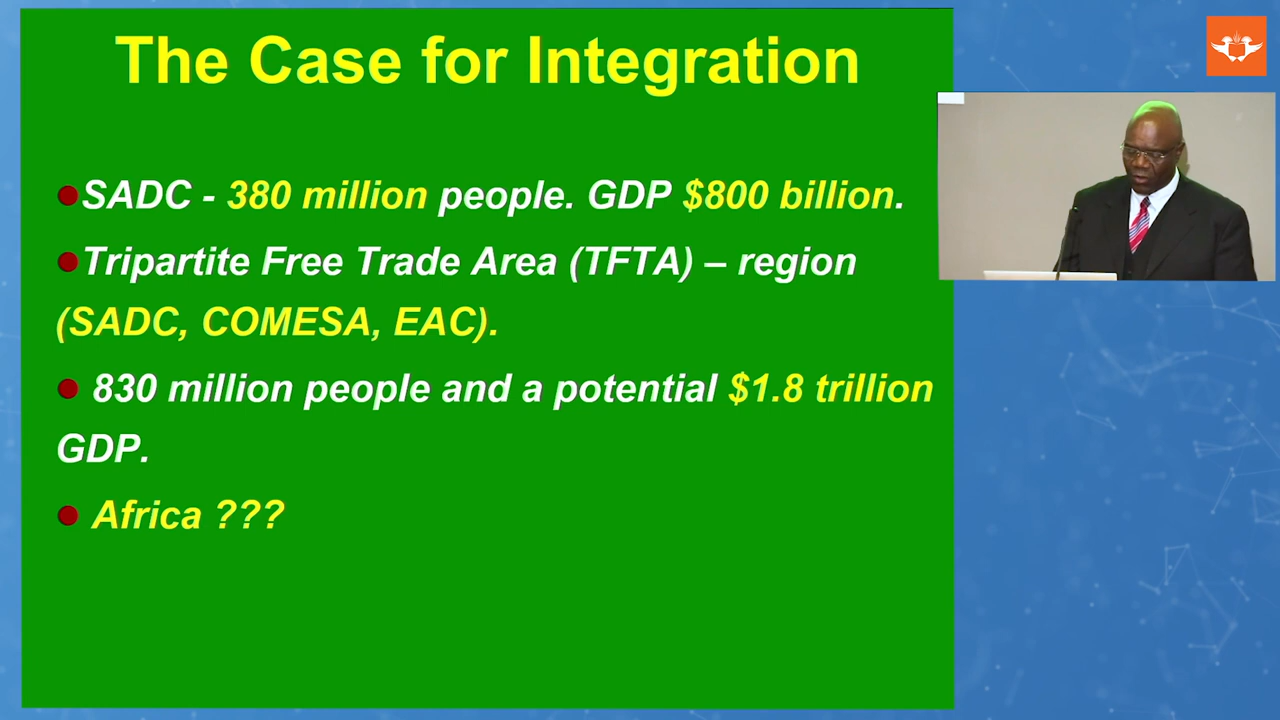 The Case for Integration
●SADC - 380 million people. GDP $800 billion.
●Tripartite Free Trade Area (TFTA) – region
(SADC, COMESA, EAC).
● 830 million people and a potential $1.8 trillion
GDP.
● Africa ???